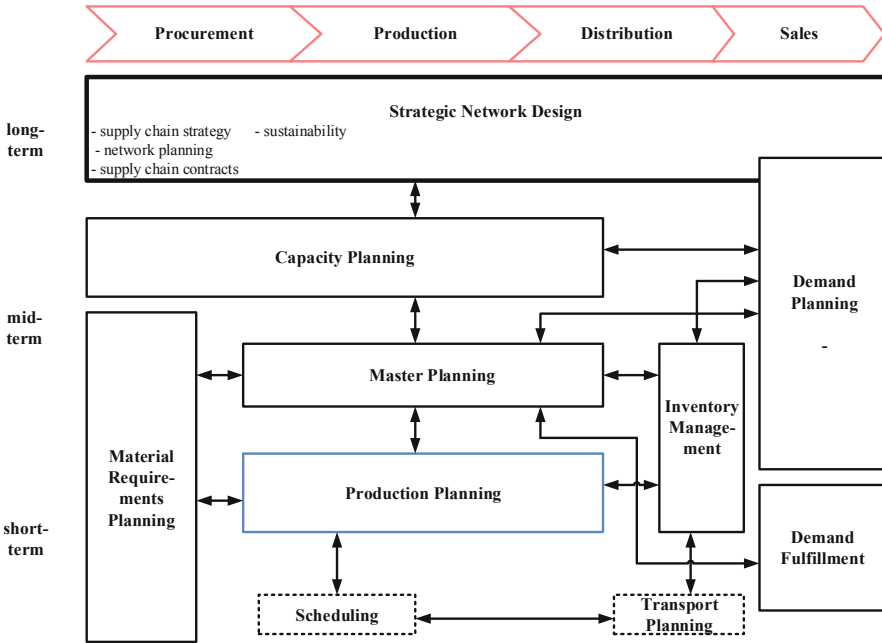 Procurement
Production
Distribution
Sales
long-
term
Strategic Network Design
- supply chain strategy - sustainability
- network planning
- supply chain contracts
Capacity Planning
Demand
Planning
-
mid-
term
Master Planning
Inventory
Manage-
ment
Material
Require-
ments
Planning
Production Planning
short-
term
Demand
Fulfillment
Scheduling
Transport
Planning